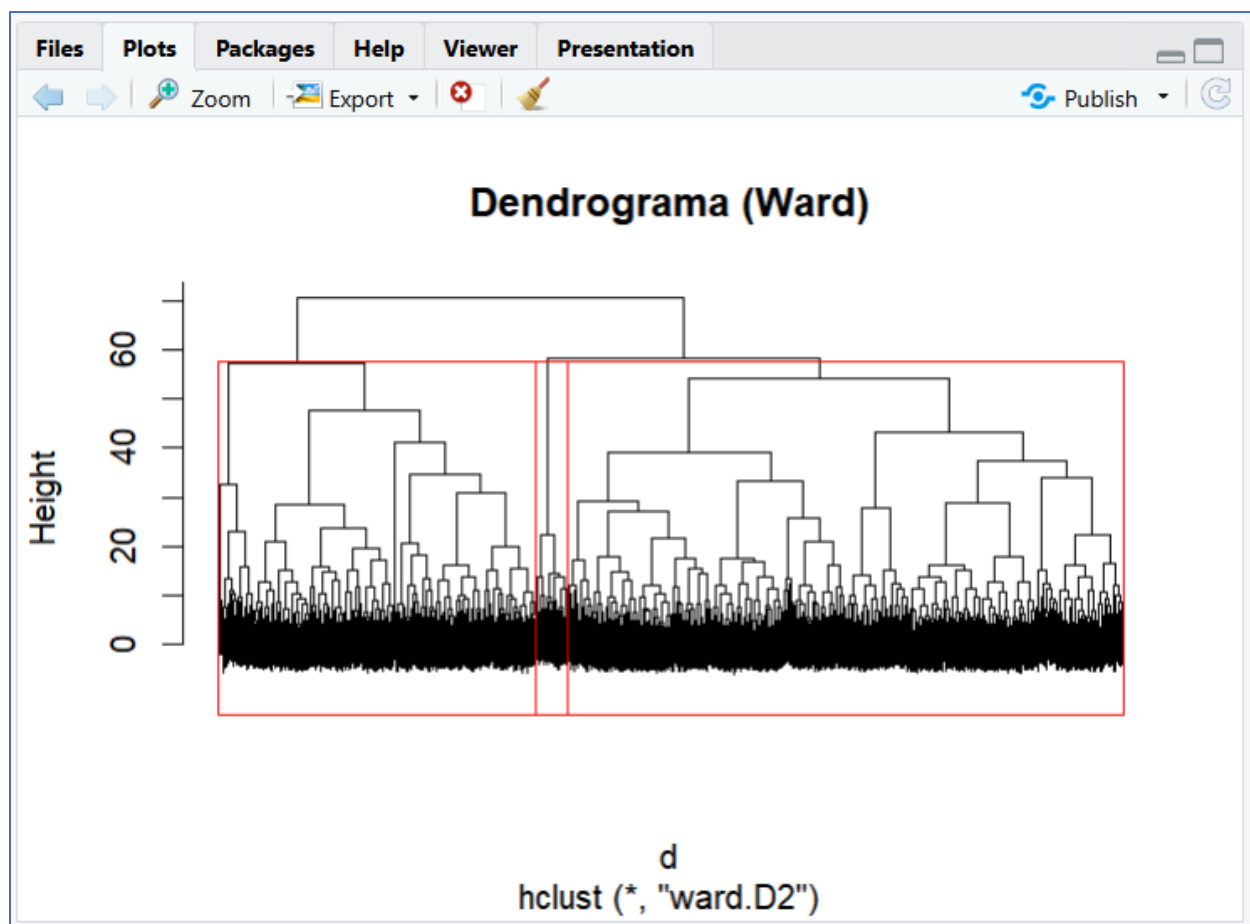 Files Plots Packages Help Viewer Presentation
Zoom Export Publish
Dendrograma (Ward)
Height
60
40
20
0
d
hclust (*, "ward.D2")